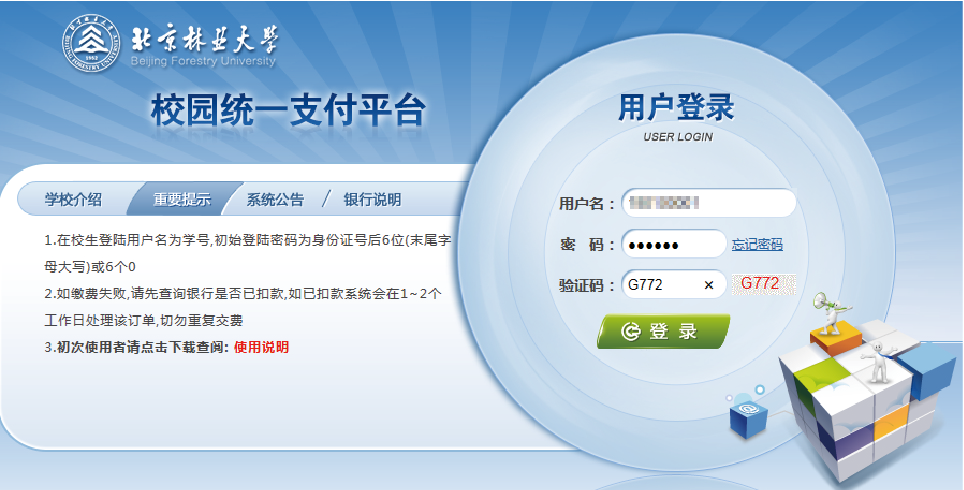 北京林业大学
Beijing Forestry University
校园统一支付平台
学校介绍 重要提示 系统公告 / 银行说明
1.在校生登陆用户名为学号,初始登陆密码为身份证号后6位(末尾字
母大写)或6个0
2.如缴费失败,请先查询银行是否已扣款,如已扣款系统会在1~2个
工作日处理该订单,切勿重复交费
3.初次使用者请点击下载查阅: 使用说明
用户登录
USER LOGIN
用户名：
密 码： ●●●●●● 忘记密码
验证码： G772 × G772
登 录